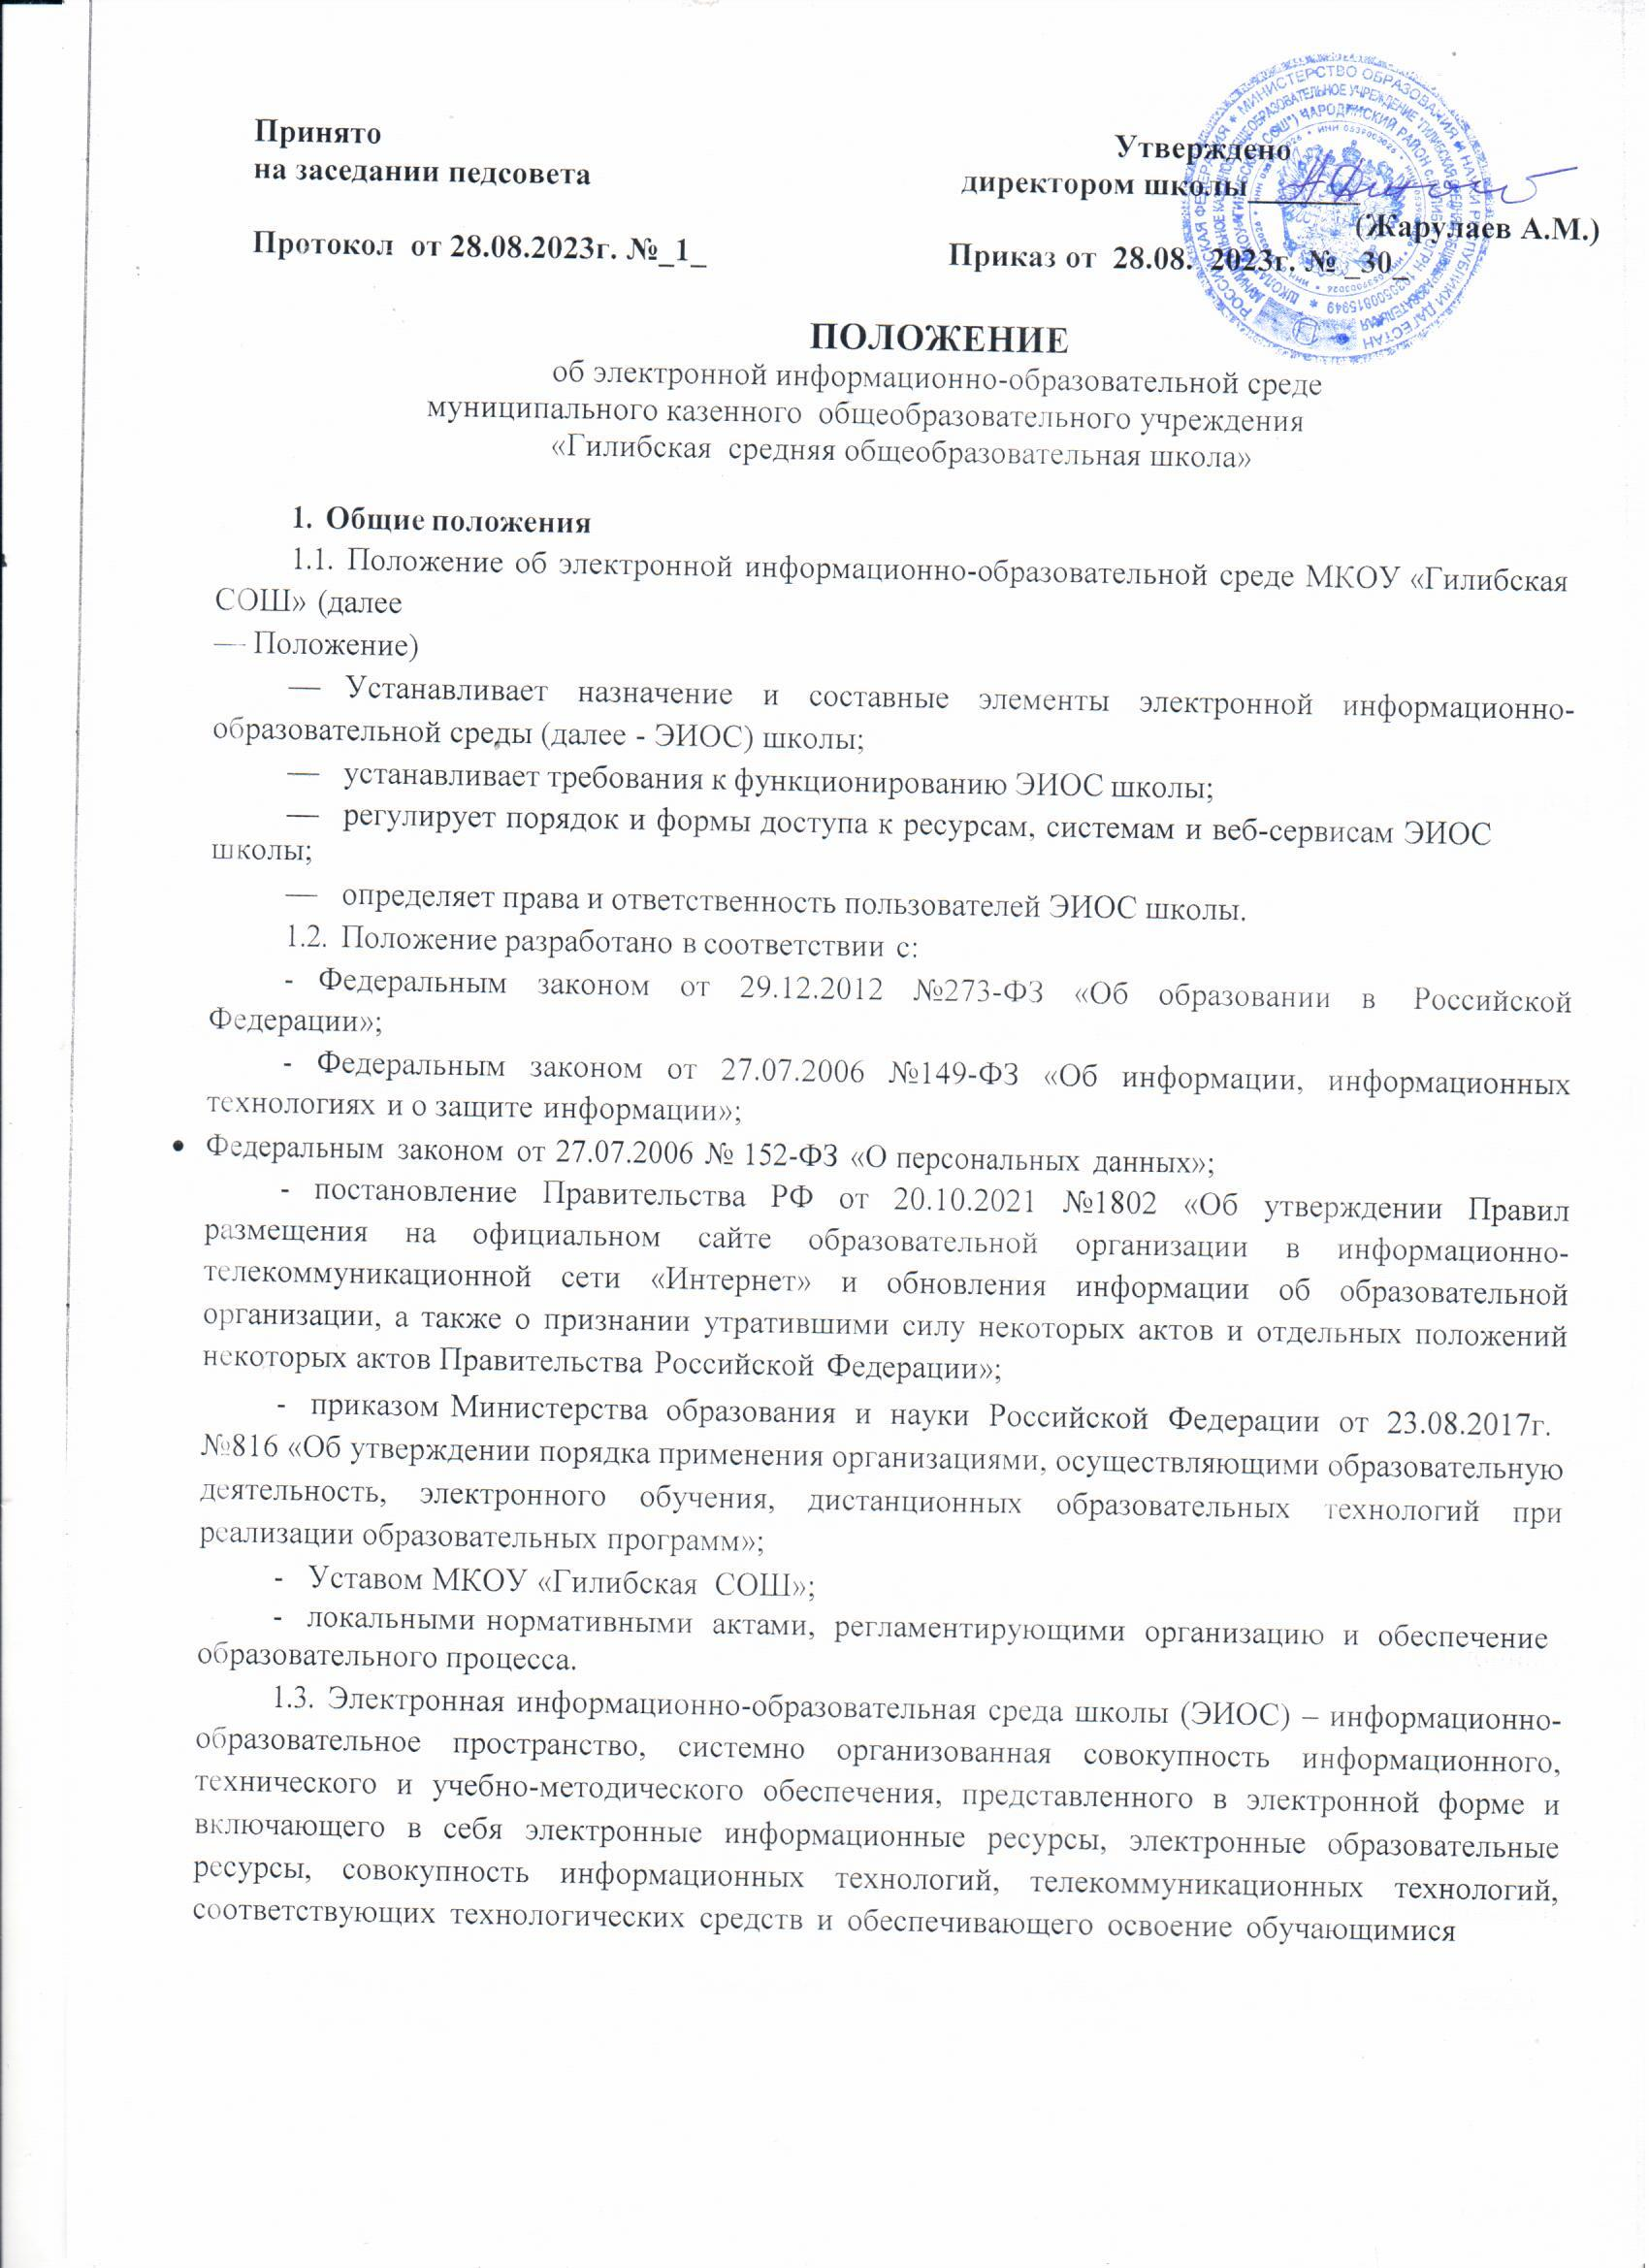 Принято
на заседании педсовета
Протокол от 28.08.2023г. №_1_
Утверждено
директором школы________
(Жарулаев А.М.)
Приказ от 28.08. 2023г. № _30_
ПОЛОЖЕНИЕ
об электронной информационно-образовательной среде
муниципального казенного общеобразовательного учреждения
«Гилибская средняя общеобразовательная школа»
1. Общие положения
1.1. Положение об электронной информационно-образовательной среде МКОУ «Гилибская
СОШ» (далее
— Положение)
— Устанавливает назначение и составные элементы электронной информационно-
образовательной среды (далее - ЭИОС) школы;
— устанавливает требования к функционированию ЭИОС школы;
— регулирует порядок и формы доступа к ресурсам, системам и веб-сервисам ЭИОС
школы;
— определяет права и ответственность пользователей ЭИОС школы.
1.2. Положение разработано в соответствии с:
- Федеральным законом от 29.12.2012 №273-ФЗ «Об образовании в Российской
Федерации»;
- Федеральным законом от 27.07.2006 №149-ФЗ «Об информации, информационных
технологиях и о защите информации»;
• Федеральным законом от 27.07.2006 № 152-ФЗ «О персональных данных»;
- постановление Правительства РФ от 20.10.2021 №1802 «Об утверждении Правил
размещения на официальном сайте образовательной организации в информационно-
телекоммуникационной сети «Интернет» и обновления информации об образовательной
организации, а также о признании утратившими силу некоторых актов и отдельных положений
некоторых актов Правительства Российской Федерации»;
- приказом Министерства образования и науки Российской Федерации от 23.08.2017г.
№816 «Об утверждении порядка применения организациями, осуществляющими образовательную
деятельность, электронного обучения, дистанционных образовательных технологий при
реализации образовательных программ»;
- Уставом МКОУ «Гилибская СОШ»;
- локальными нормативными актами, регламентирующими организацию и обеспечение
образовательного процесса.
1.3. Электронная информационно-образовательная среда школы (ЭИОС) – информационно-
образовательное пространство, системно организованная совокупность информационного,
технического и учебно-методического обеспечения, представленного в электронной форме и
включающего в себя электронные информационные ресурсы, электронные образовательные
ресурсы, совокупность информационных технологий, телекоммуникационных технологий,
соответствующих технологических средств и обеспечивающего освоение обучающимися